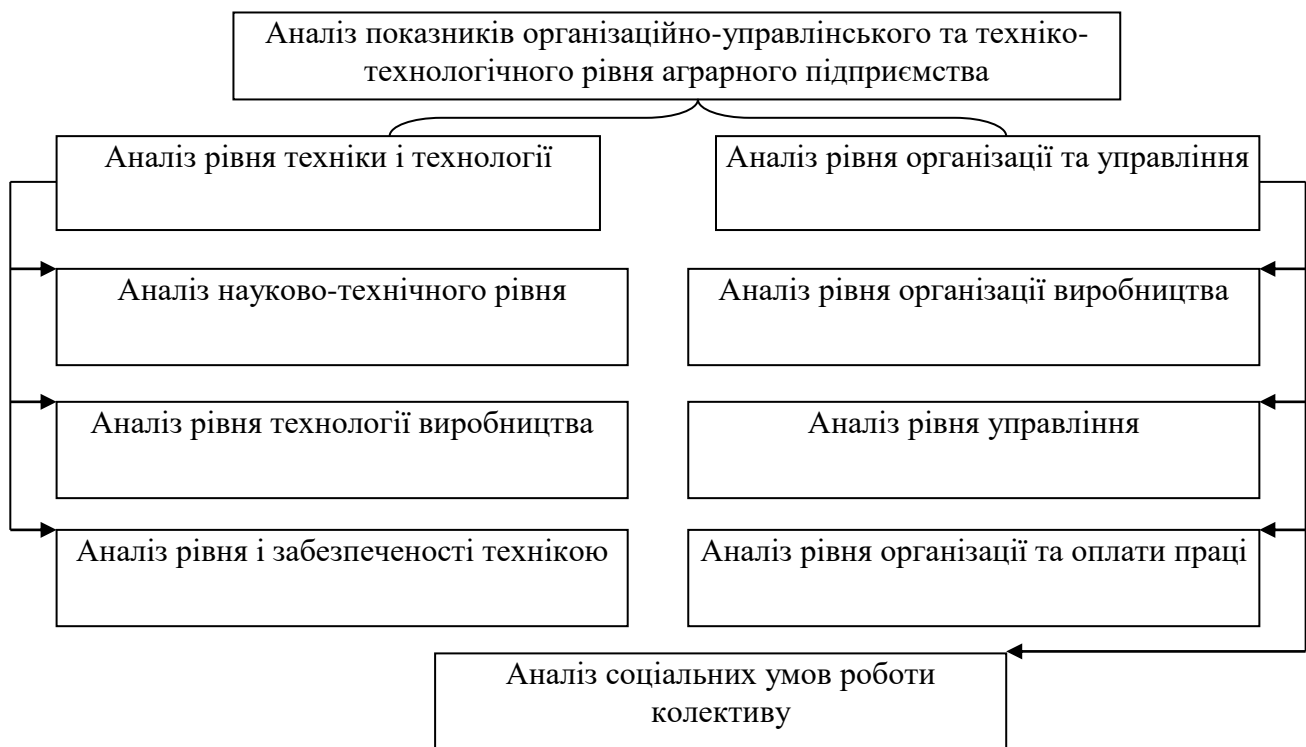 Аналіз показників організаційно-управлінського та техніко-
технологічного рівня аграрного підприємства
Аналіз рівня техніки і технології
Аналіз рівня організації та управління
Аналіз науково-технічного рівня
Аналіз рівня організації виробництва
Аналіз рівня технології виробництва
Аналіз рівня управління
Аналіз рівня і забезпеченості технікою
Аналіз рівня організації та оплати праці
Аналіз соціальних умов роботи
колективу